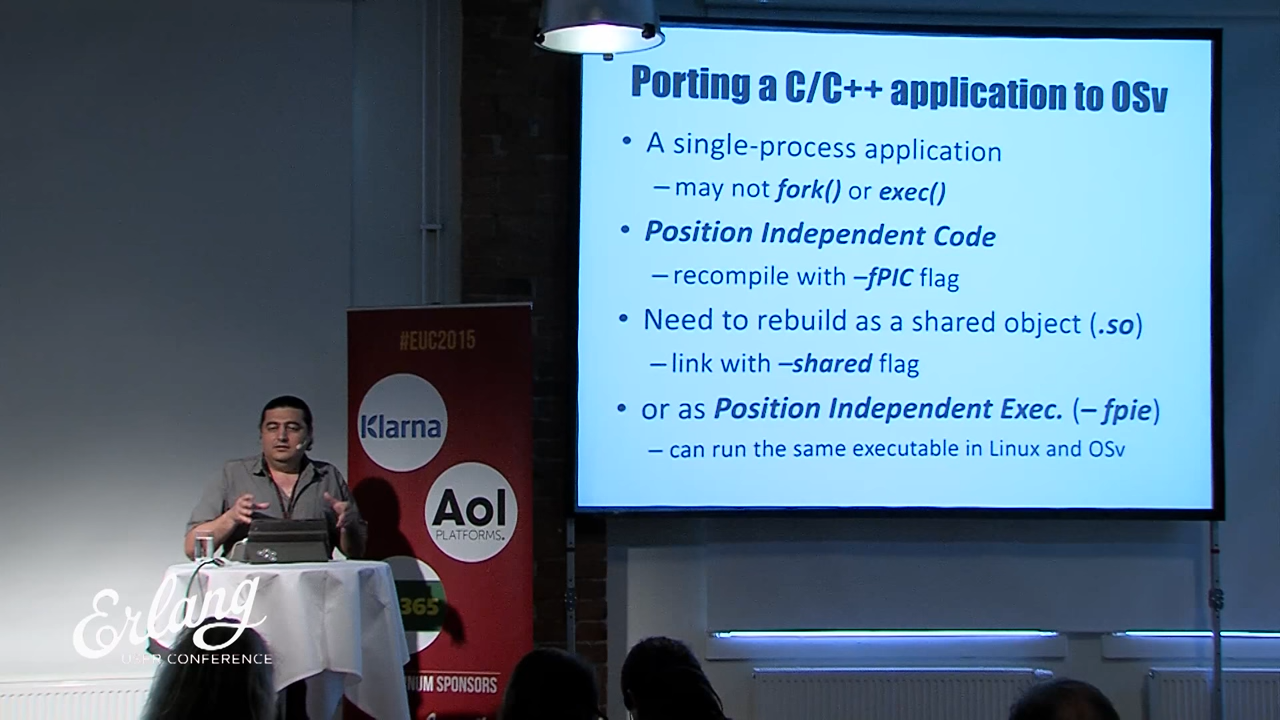 Porting a C/C++ application to OSv
• A single-process application
– may not fork() or exec()
• Position Independent Code
– recompile with –fPIC flag
• Need to rebuild as a shared object (.so)
– link with –shared flag
• or as Position Independent Exec. (– fpie)
– can run the same executable in Linux and OSv
#EUC2015
Klarna
Aol
PLATFORMS.
365
NUM SPONSORS
Erlang
USER CONFERENCE